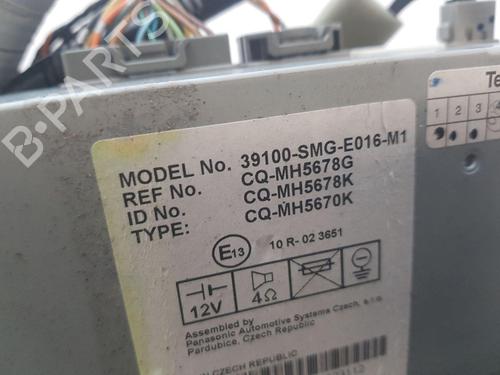 B-PARTS
Te
1 2 3
MODEL No. 39100-SMG-E016-M1
REF No. CQ-MH5678G
ID No. CQ-MH5678K
TYPE: CQ-MH5670K
E13 10 R- 02 3651
12V 4Ω
Assembled by
Panasonic Automotive Systems Czech, s.r.o.
Pardubice, Czech Republic
CZECH REPUBLIC